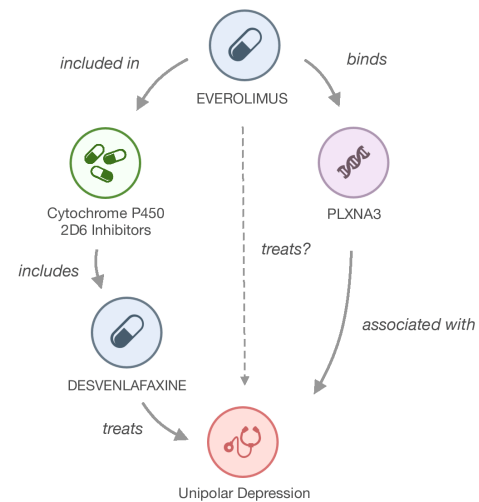 included in
binds
EVEROLIMUS
Cytochrome P450
2D6 Inhibitors
PLXNA3
treats?
includes
associated with
DESVENLAFAXINE
treats
Unipolar Depression